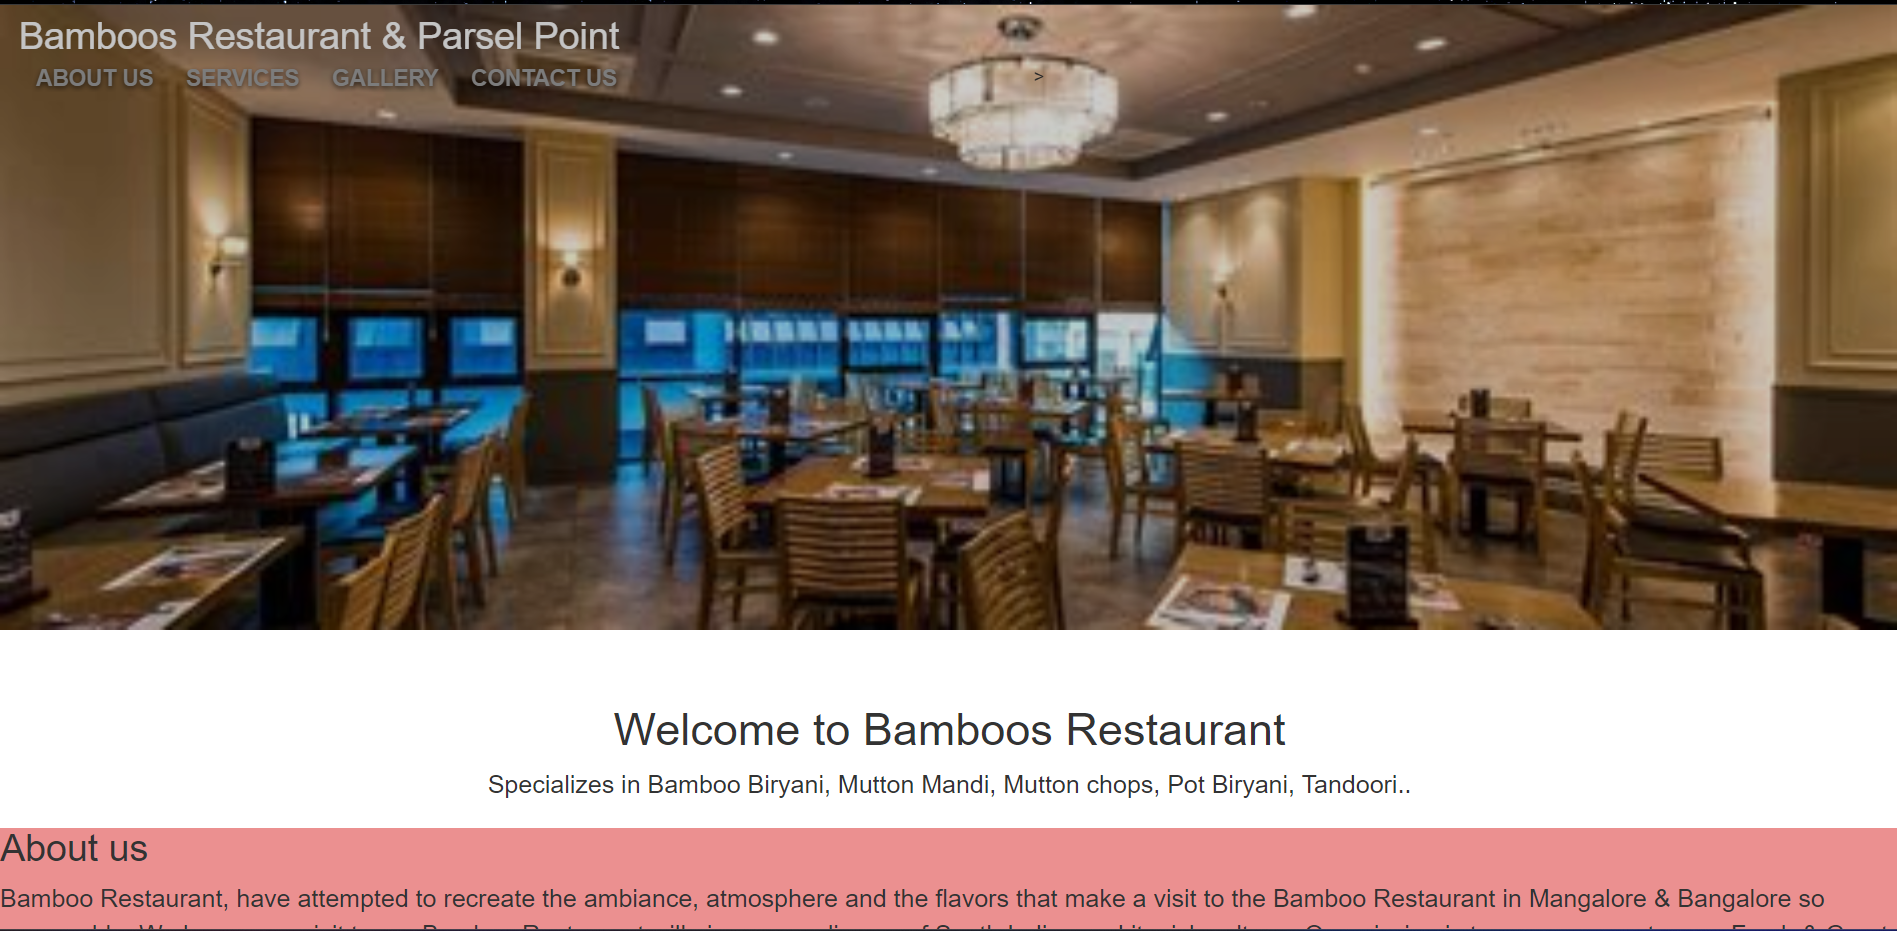 Bamboos Restaurant & Parsel Point
ABOUT US SERVICES GALLERY CONTACT US
>
Welcome to Bamboos Restaurant
Specializes in Bamboo Biryani, Mutton Mandi, Mutton chops, Pot Biryani, Tandoori..
About us
Bamboo Restaurant, have attempted to recreate the ambiance, atmosphere and the flavors that make a visit to the Bamboo Restaurant in Mangalore & Bangalore so